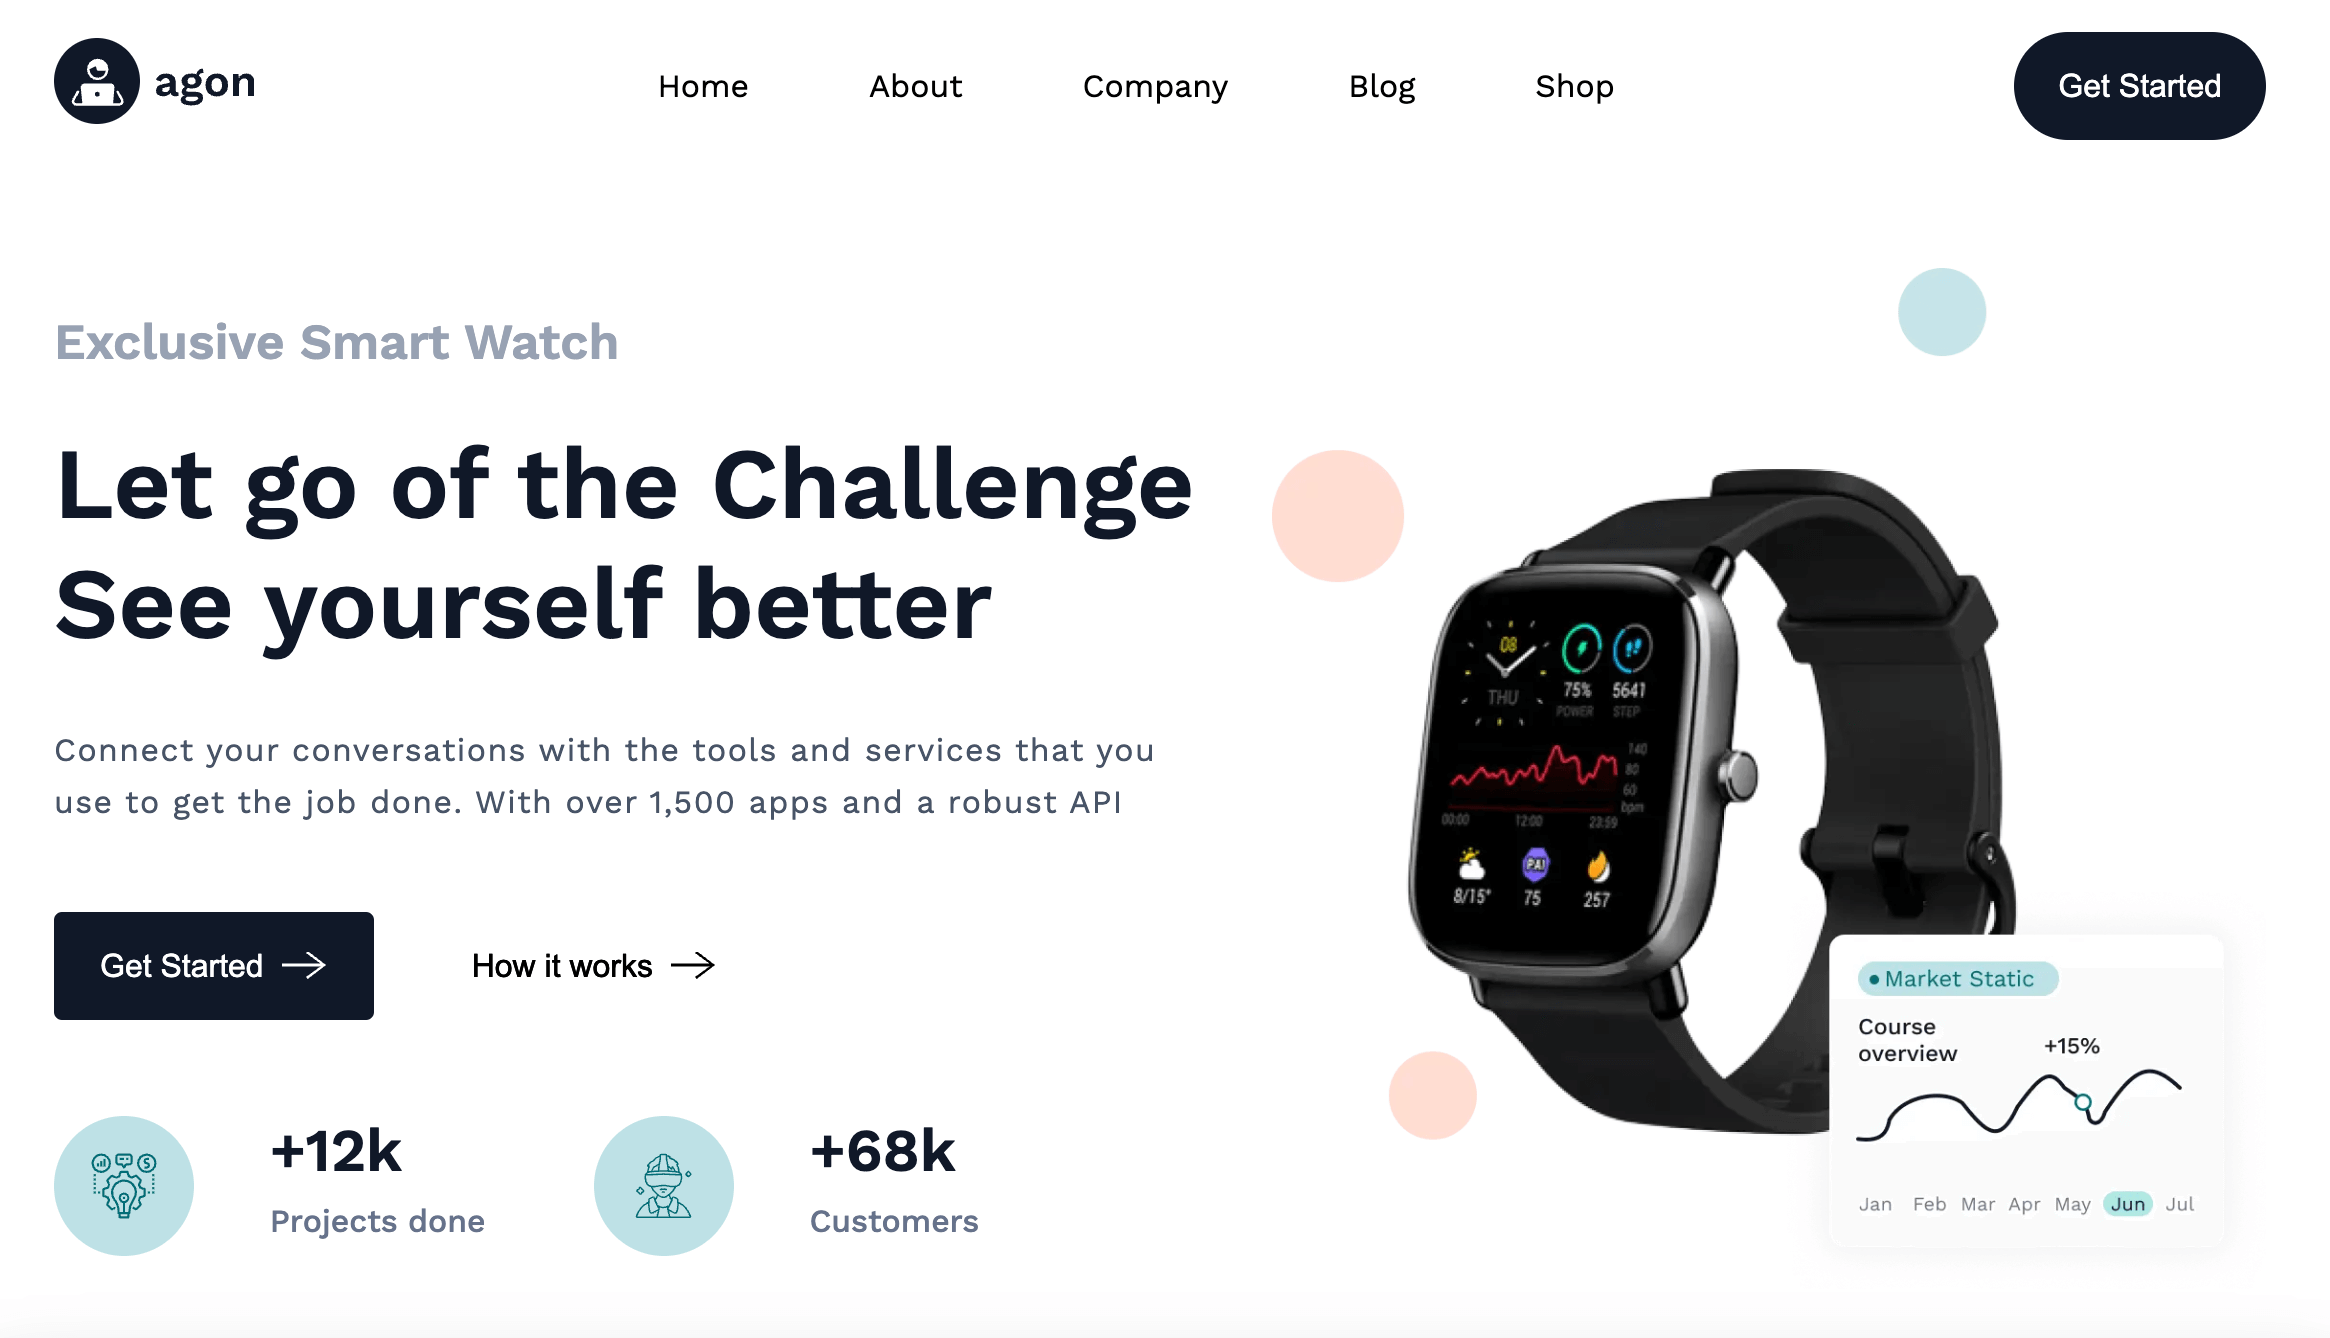 agon
Home About Company Blog Shop
Get Started
Exclusive Smart Watch
Let go of the Challenge
See yourself better
Connect your conversations with the tools and services that you
use to get the job done. With over 1,500 apps and a robust API
Get Started
How it works
+12k
Projects done
+68k
Customers
08
THU
75% 5641
POWER STEP
140
80
60
bpm
00:00 12:00 23:59
PAI
8/15° 75 257
Market Static
Course
overview
+15%
Jan Feb Mar Apr May Jun Jul